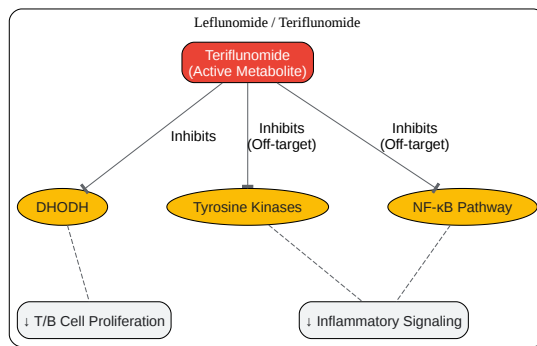 Leflunomide / Teriflunomide
Teriflunomide
(Active Metabolite)
Inhibits
Inhibits
(Off-target)
Inhibits
(Off-target)
DHODH
Tyrosine Kinases
NF-κB Pathway
↓ T/B Cell Proliferation
↓ Inflammatory Signaling